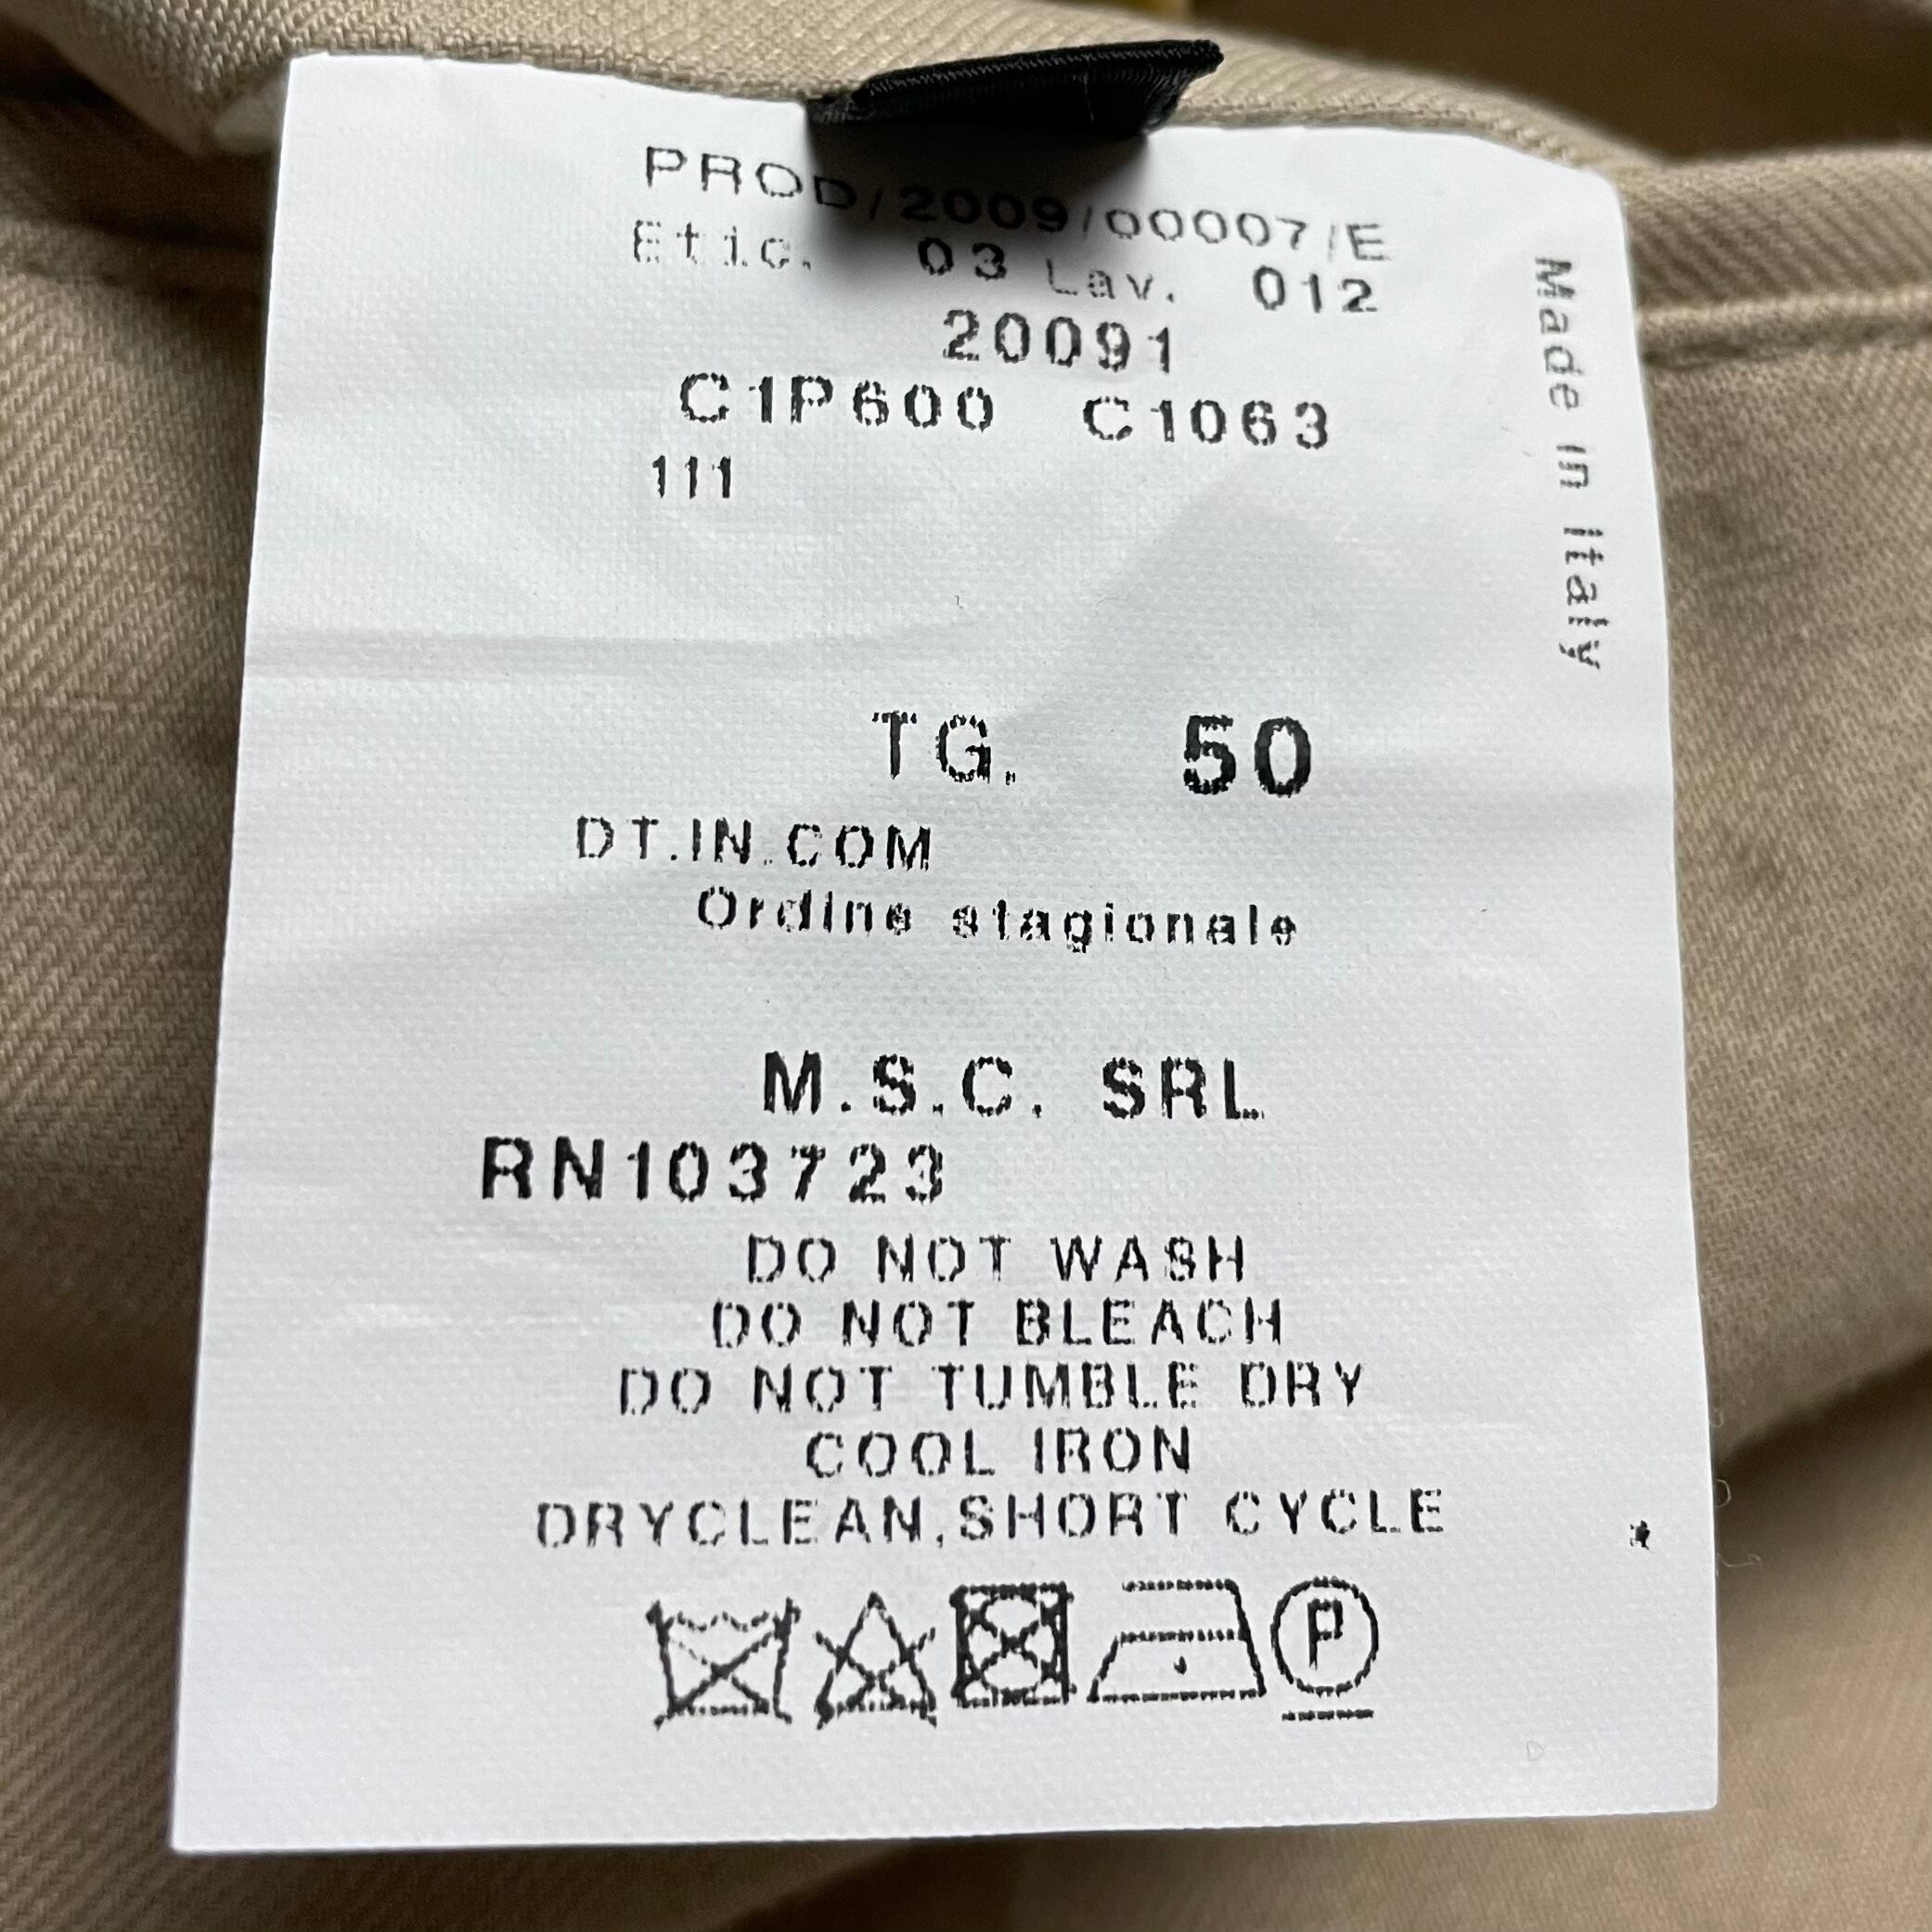 PROD/2009/00007/E
Etic. 03 Lav. 012
20091
C1P600 C1063
111
Made in Italy
TG. 50
DT.IN.COM
Ordine stagionale
M.S.C. SRL
RN103723
DO NOT WASH
DO NOT BLEACH
DO NOT TUMBLE DRY
COOL IRON
DRYCLEAN,SHORT CYCLE
P